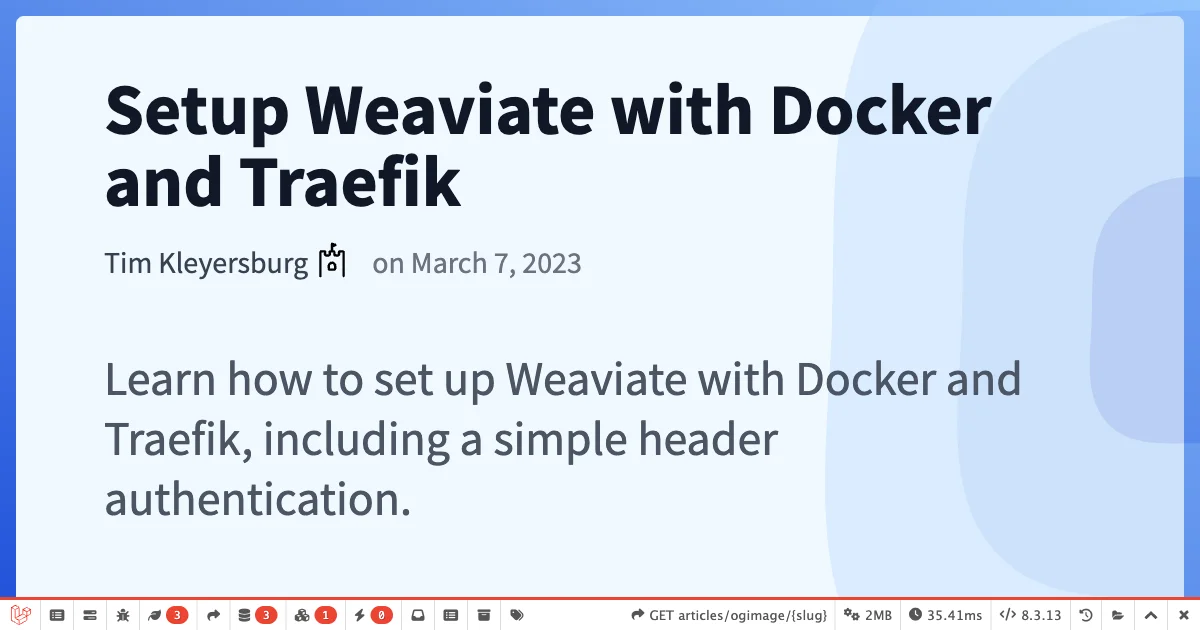 Setup Weaviate with Docker
and Traefik
Tim Kleyersburg on March 7, 2023
Learn how to set up Weaviate with Docker and
Traefik, including a simple header
authentication.
3 3 1 0 GET articles/ogimage/{slug} 2MB 35.41ms 8.3.13